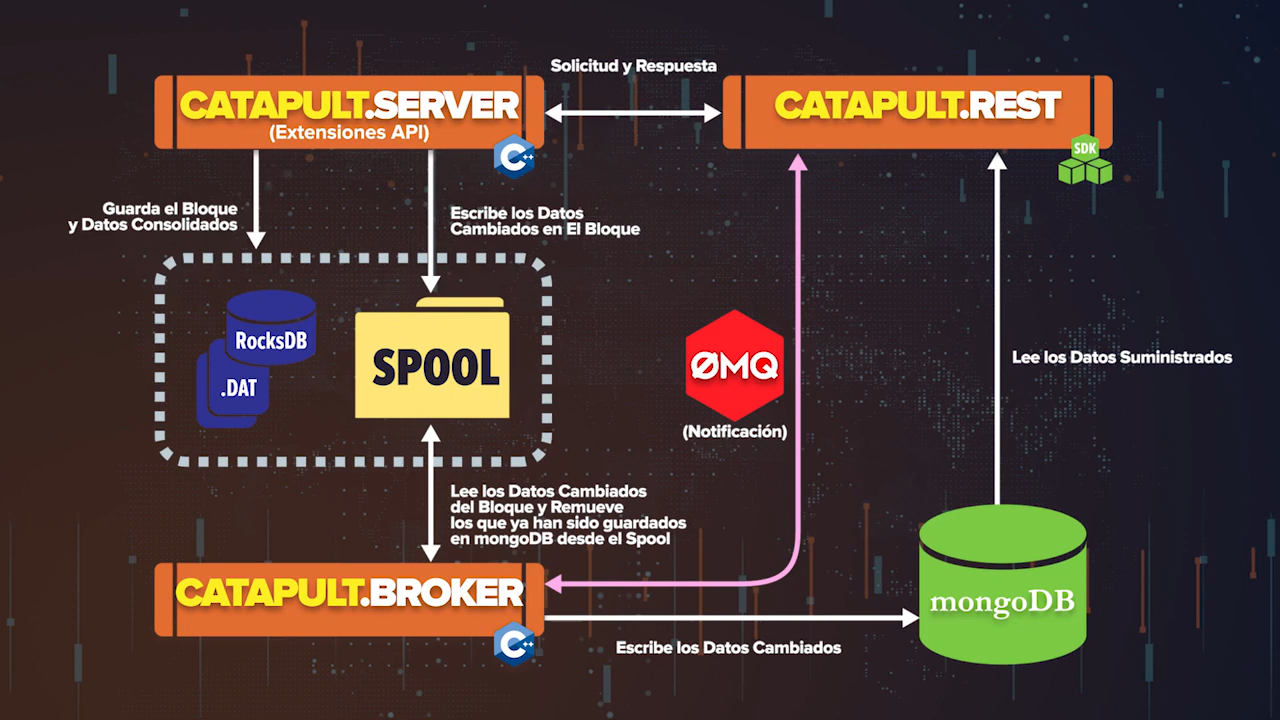 Solicitud y Respuesta
CATAPULT.SERVER
(Extensiones API)
C++
CATAPULT.REST
SDK
Guarda el Bloque
y Datos Consolidados
Escribe los Datos
Cambiados en El Bloque
RocksDB
.DAT
SPOOL
ØMQ
(Notificación)
Lee los Datos Suministrados
Lee los Datos Cambiados
del Bloque y Remueve
los que ya han sido guardados
en mongoDB desde el Spool
CATAPULT.BROKER
C++
mongoDB
Escribe los Datos Cambiados